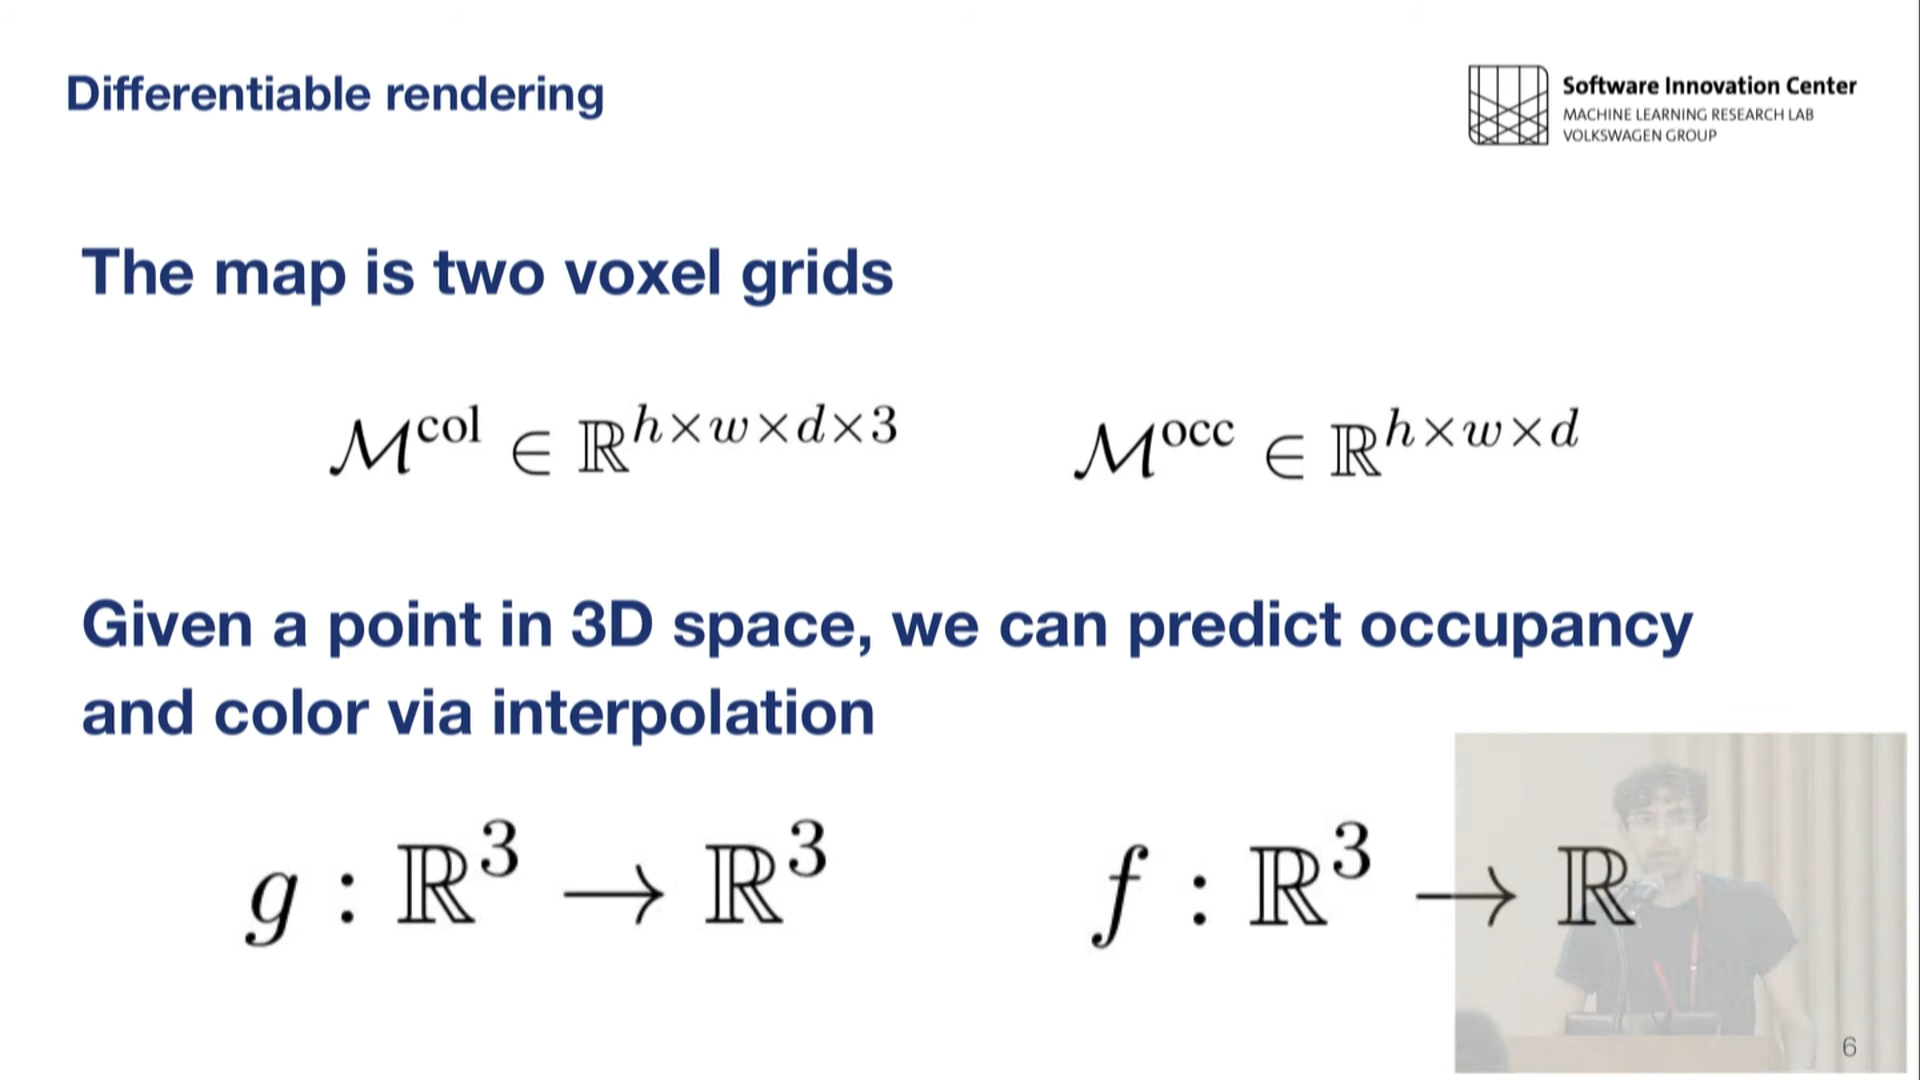 Differentiable rendering
Software Innovation Center
MACHINE LEARNING RESEARCH LAB
VOLKSWAGEN GROUP
The map is two voxel grids
ℳ^col ∈ ℝ^{h×w×d×3}
ℳ^occ ∈ ℝ^{h×w×d}
Given a point in 3D space, we can predict occupancy
and color via interpolation
g : ℝ³ → ℝ³
f : ℝ³ → ℝ
6